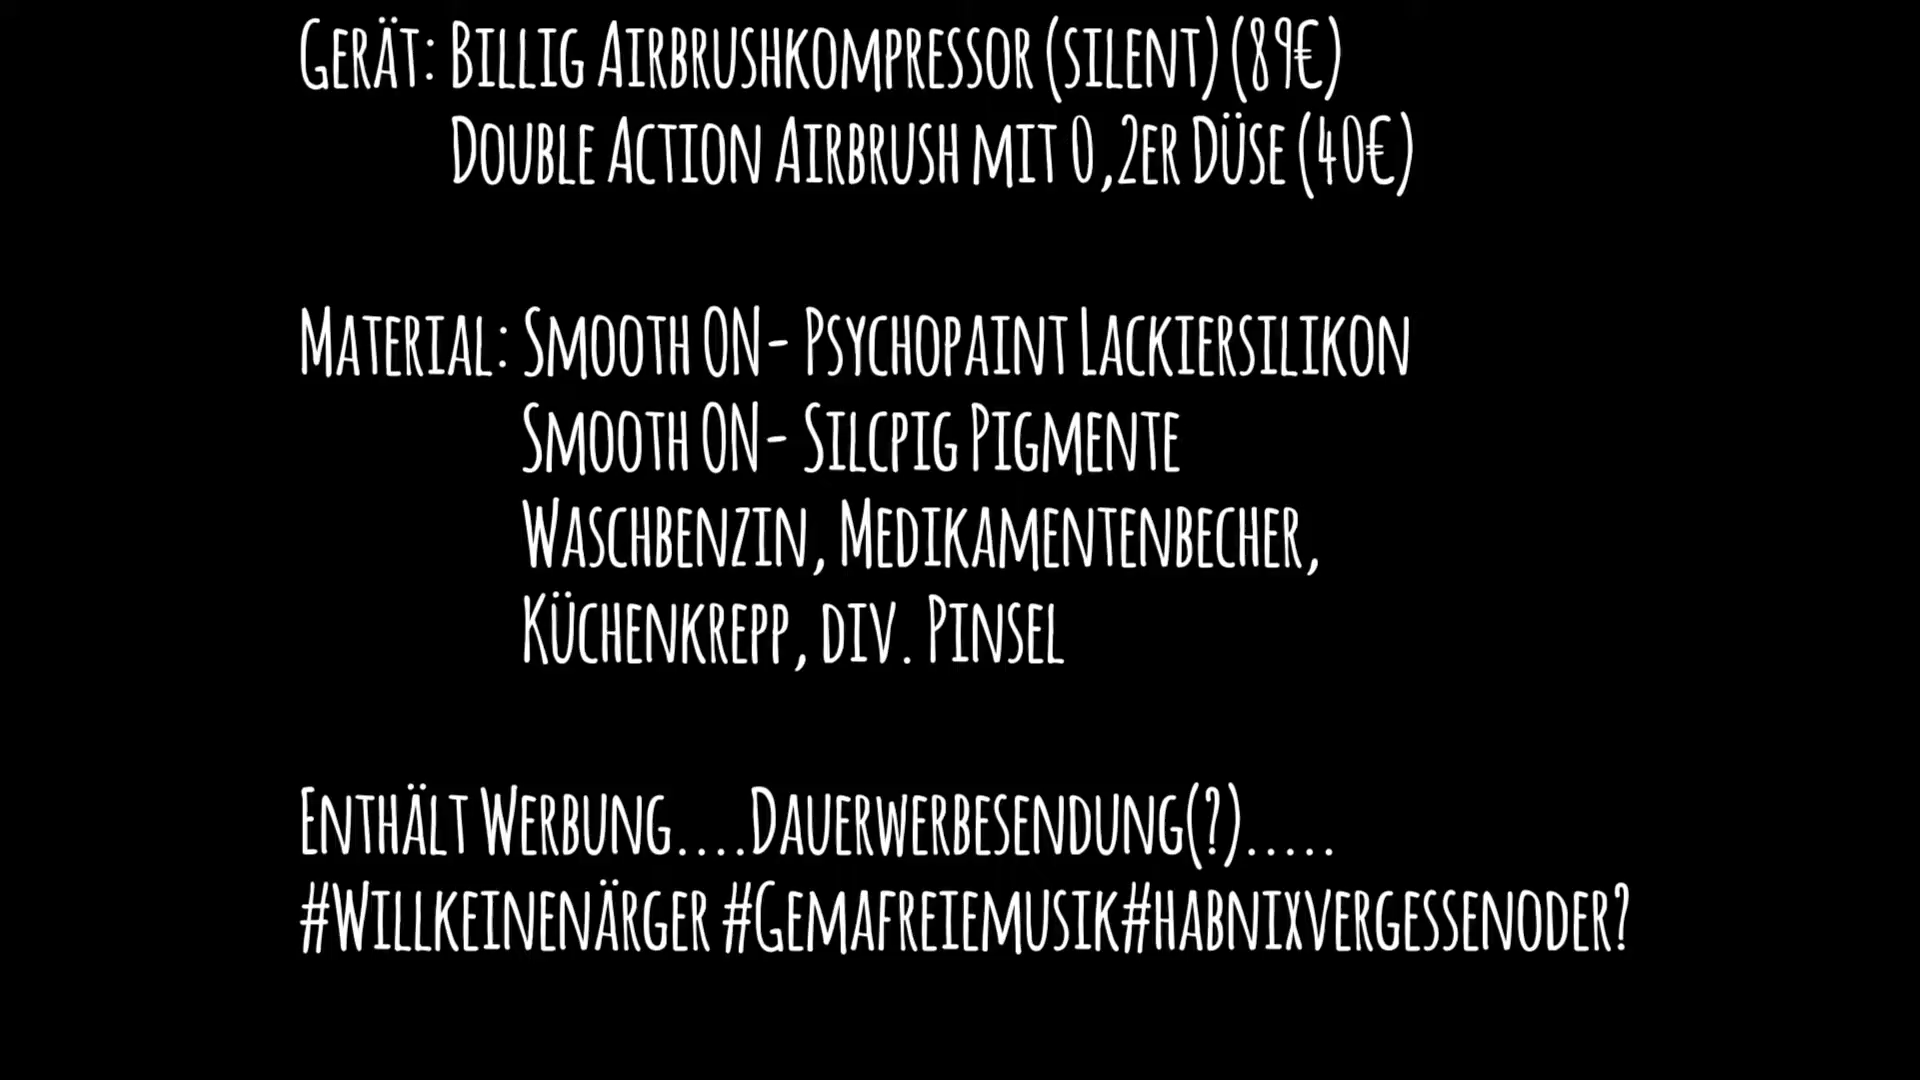 Gerät: Billig Airbrushkompressor (silent) (89€)
Double Action Airbrush mit 0,2er Düse (40€)
Material: Smooth ON- Psychopaint Lackiersilikon
Smooth ON- Silcpig Pigmente
Waschbenzin, Medikamentenbecher,
Küchenkrepp, div. Pinsel
Enthält Werbung....Dauerwerbesendung(?).....
#Willkeinenärger #Gemafreiemusik#habnixvergessenoder?